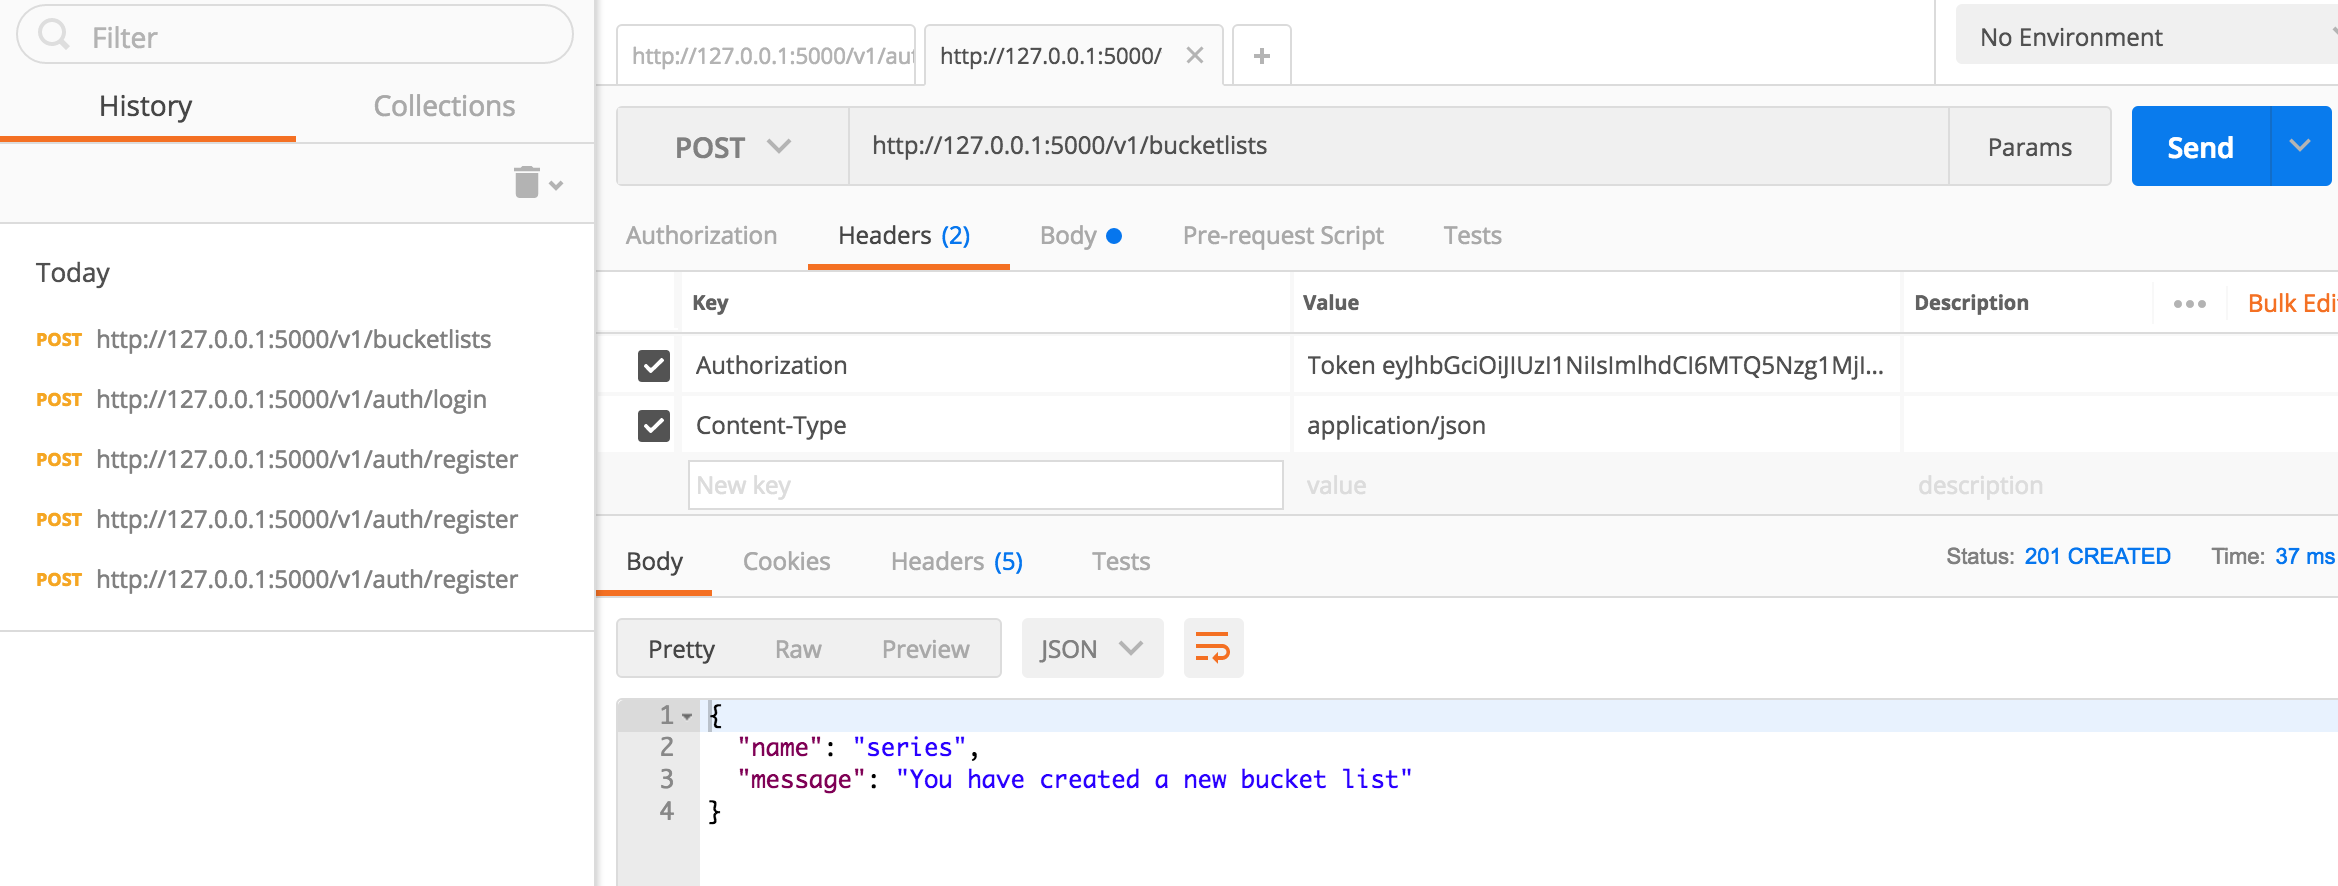 Filter
History Collections
Today
POST http://127.0.0.1:5000/v1/bucketlists
POST http://127.0.0.1:5000/v1/auth/login
POST http://127.0.0.1:5000/v1/auth/register
POST http://127.0.0.1:5000/v1/auth/register
POST http://127.0.0.1:5000/v1/auth/register
http://127.0.0.1:5000/v1/aut http://127.0.0.1:5000/ × +
No Environment
POST http://127.0.0.1:5000/v1/bucketlists Params Send
Authorization Headers (2) Body Pre-request Script Tests
Key Value Description ••• Bulk Edi
Authorization Token eyJhbGciOiJIUzI1NiIsImlhdCI6MTQ5Nzg1MjI...
Content-Type application/json
New key value description
Body Cookies Headers (5) Tests Status: 201 CREATED Time: 37 ms
Pretty Raw Preview JSON
1 {
2 "name": "series",
3 "message": "You have created a new bucket list"
4 }